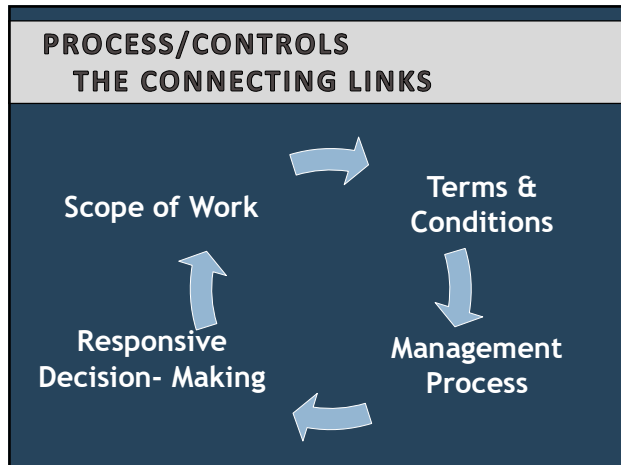 PROCESS/CONTROLS
THE CONNECTING LINKS
Scope of Work
Terms &
Conditions
Management
Process
Responsive
Decision- Making